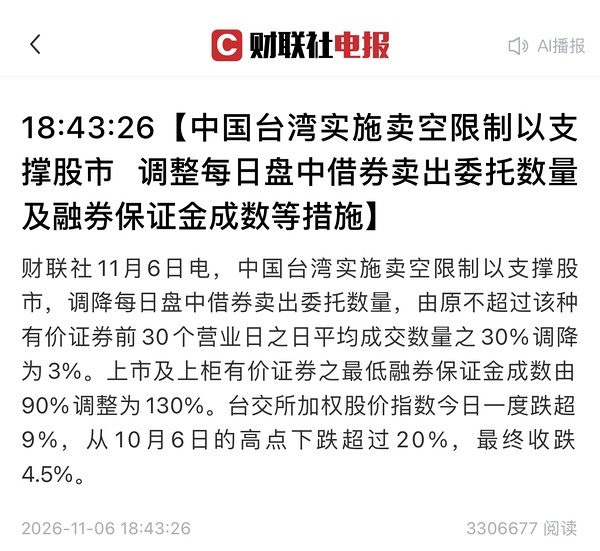 财联社电报
AI播报
18:43:26【中国台湾实施卖空限制以支
撑股市 调整每日盘中借券卖出委托数量
及融券保证金成数等措施】
财联社11月6日电，中国台湾实施卖空限制以支撑股
市，调降每日盘中借券卖出委托数量，由原不超过该种
有价证券前30个营业日之日平均成交数量之30%调降
为3%。上市及上柜有价证券之最低融券保证金成数由
90%调整为130%。台交所加权股价指数今日一度跌超
9%，从10月6日的高点下跌超过20%，最终收跌
4.5%。
2026-11-06 18:43:26
3306677 阅读